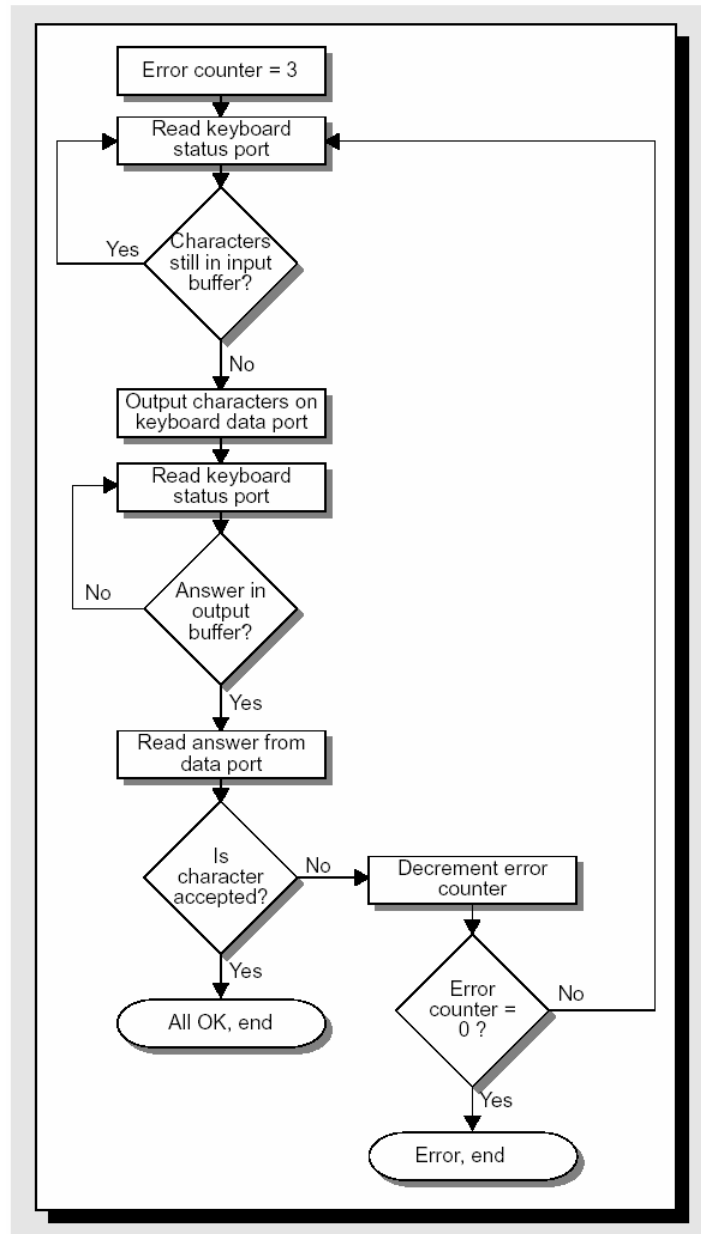 Error counter = 3
Read keyboard
status port
Yes
Characters
still in input
buffer?
No
Output characters on
keyboard data port
Read keyboard
status port
No
Answer in
output
buffer?
Yes
Read answer from
data port
Is
character
accepted?
No
Decrement error
counter
Yes
All OK, end
Error
counter =
0 ?
No
Yes
Error, end